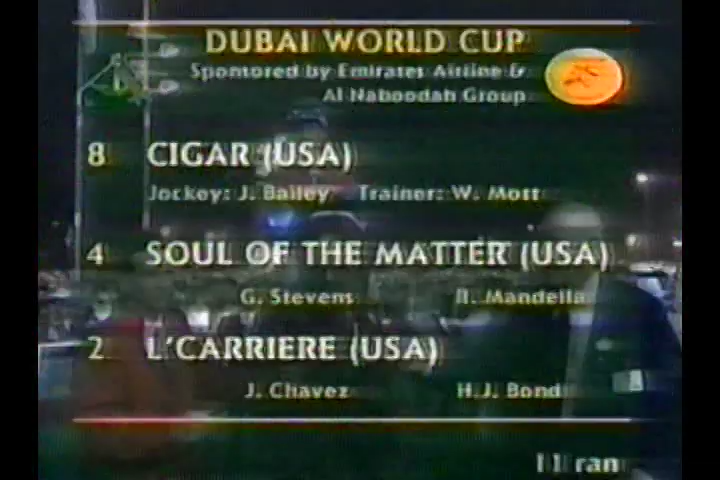 DUBAI WORLD CUP
Sponsored by Emirates Airline &
Al Naboodah Group
8 CIGAR (USA)
Jockey: J. Bailey Trainer: W. Mott
4 SOUL OF THE MATTER (USA)
G. Stevens R. Mandella
2 L'CARRIERE (USA)
J. Chavez H.J. Bond
11 ran